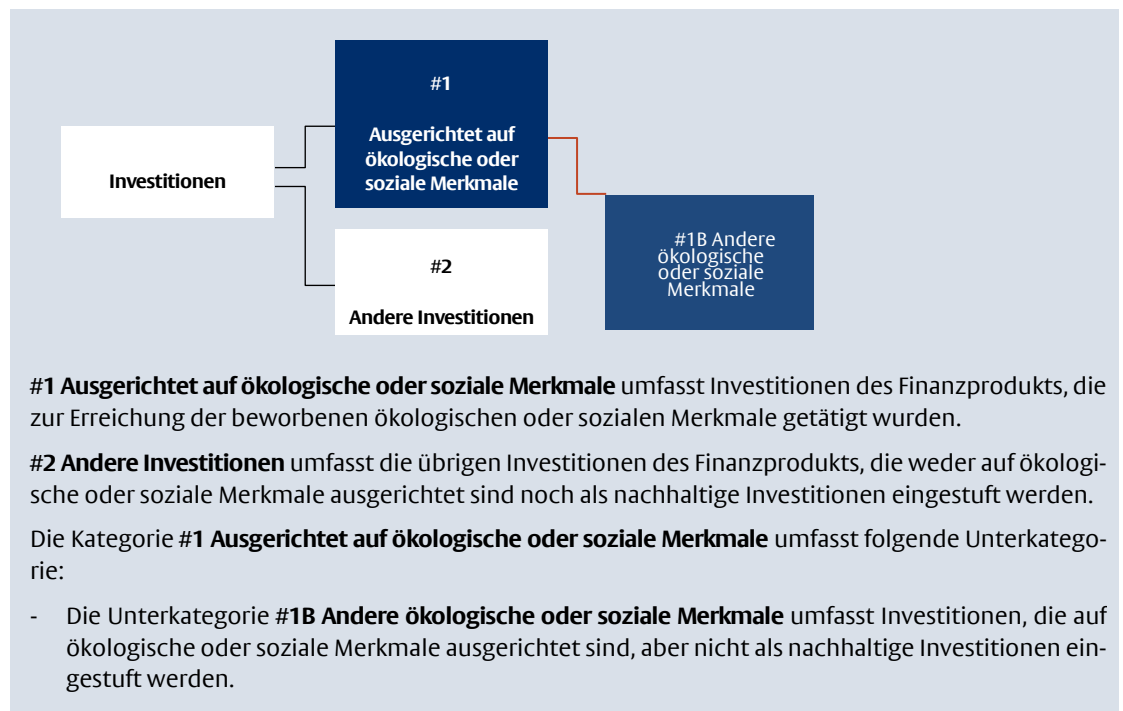 #1
Ausgerichtet auf
ökologische oder
soziale Merkmale
Investitionen
#2
Andere Investitionen
#1B Andere
ökologische
oder soziale
Merkmale
#1 Ausgerichtet auf ökologische oder soziale Merkmale umfasst Investitionen des Finanzprodukts, die
zur Erreichung der beworbenen ökologischen oder sozialen Merkmale getätigt wurden.
#2 Andere Investitionen umfasst die übrigen Investitionen des Finanzprodukts, die weder auf ökologi-
sche oder soziale Merkmale ausgerichtet sind noch als nachhaltige Investitionen eingestuft werden.
Die Kategorie #1 Ausgerichtet auf ökologische oder soziale Merkmale umfasst folgende Unterkatego-
rie:
- Die Unterkategorie #1B Andere ökologische oder soziale Merkmale umfasst Investitionen, die auf
ökologische oder soziale Merkmale ausgerichtet sind, aber nicht als nachhaltige Investitionen ein-
gestuft werden.